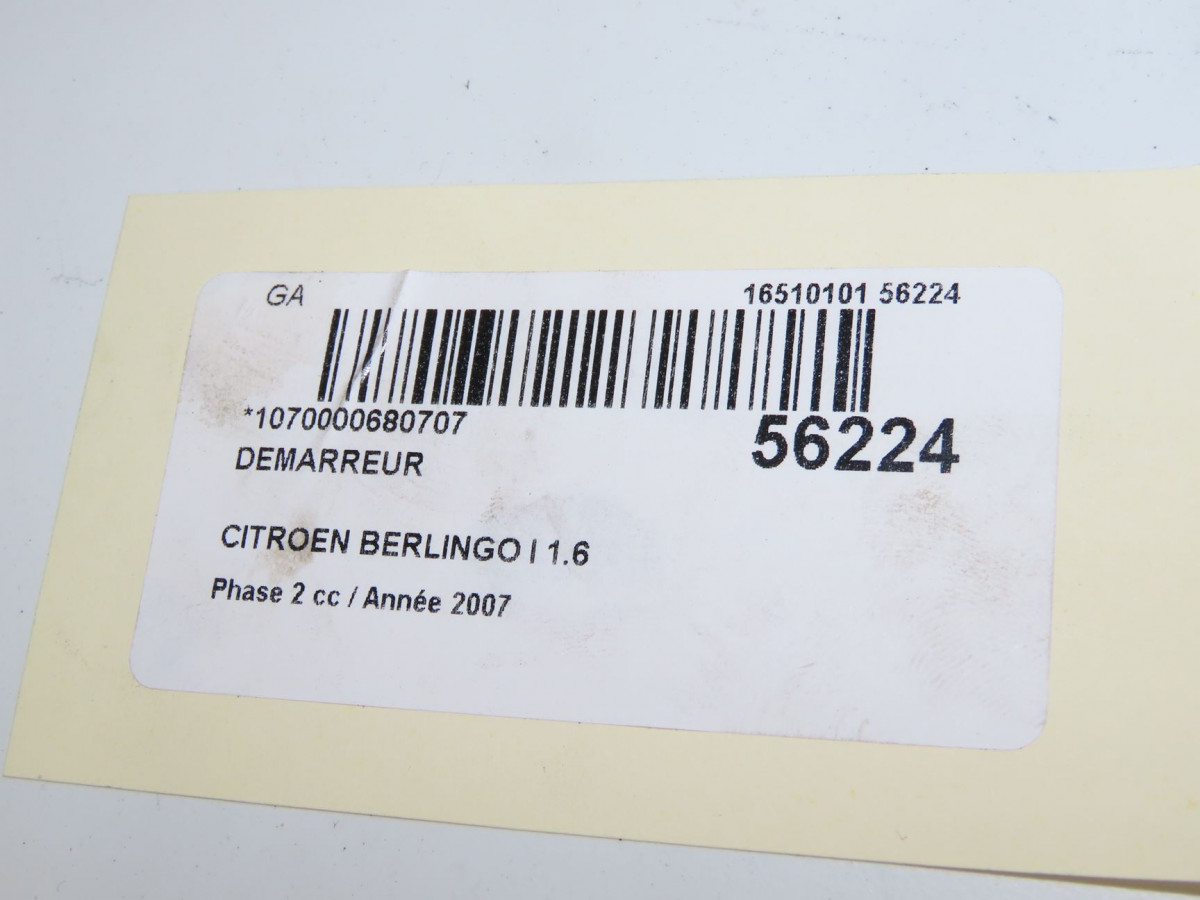 GA 16510101 56224
*1070000680707
56224
DEMARREUR
CITROEN BERLINGO I 1.6
Phase 2 cc / Année 2007